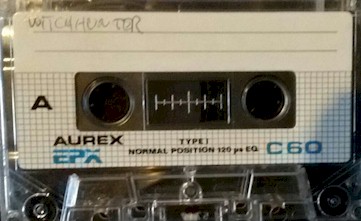 WITCHHUNTER
A
AUREX
EPX
TYPE I
NORMAL POSITION 120 µs EQ
C60